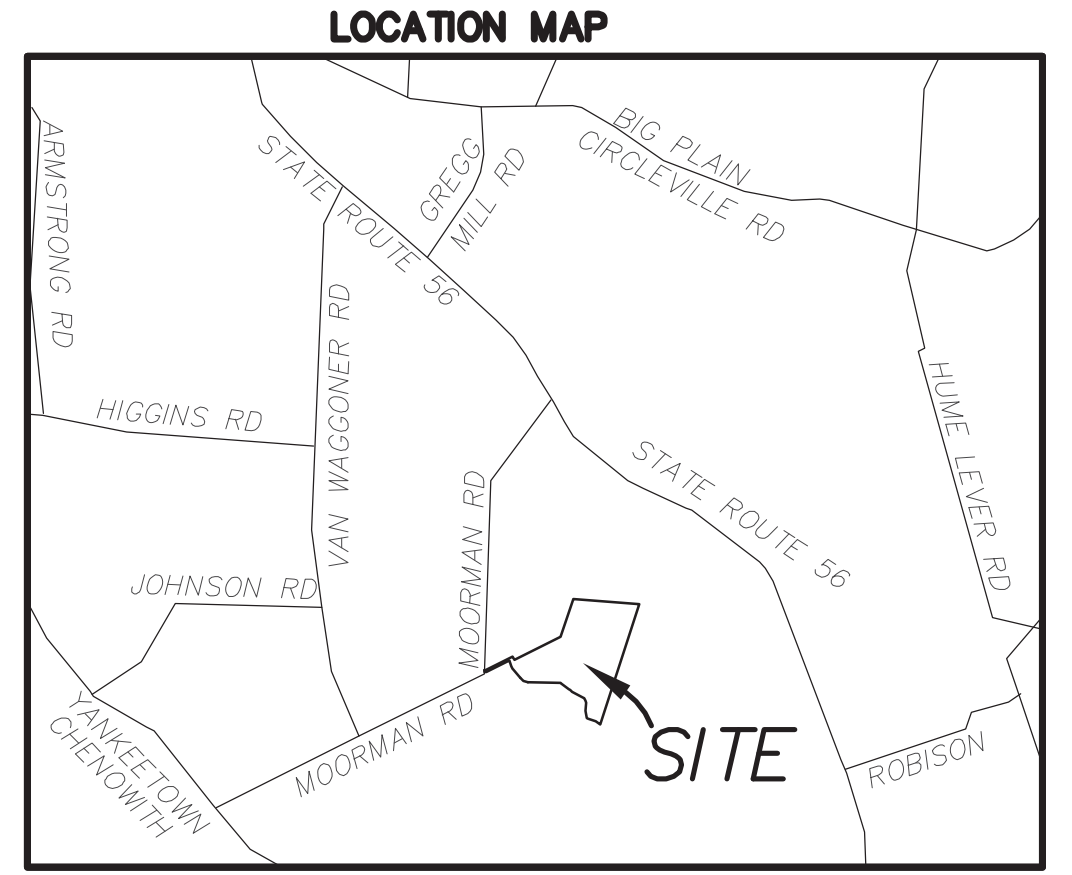 LOCATION MAP
BIG PLAIN
CIRCLEVILLE RD
ARMSTRONG RD
STATE ROUTE 56
GREGG
MILL RD
VAN WAGGONER RD
HIGGINS RD
HUME LEVER RD
STATE ROUTE 56
MOORMAN RD
JOHNSON RD
YANKEETOWN
CHENOWITH
MOORMAN RD
SITE
ROBISON